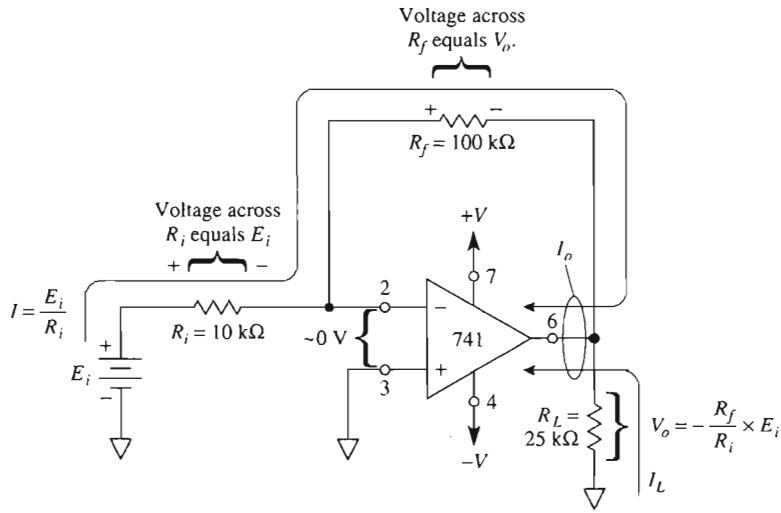 Voltage across
R_f equals V_o.
+ −
R_f = 100 kΩ
Voltage across
R_i equals E_i
+ −
+V
I_o
7
2
I = E_i / R_i
R_i = 10 kΩ
~0 V
−
741
6
+
E_i
+
−
3
4
−V
R_L =
25 kΩ
V_o = − R_f / R_i × E_i
I_L